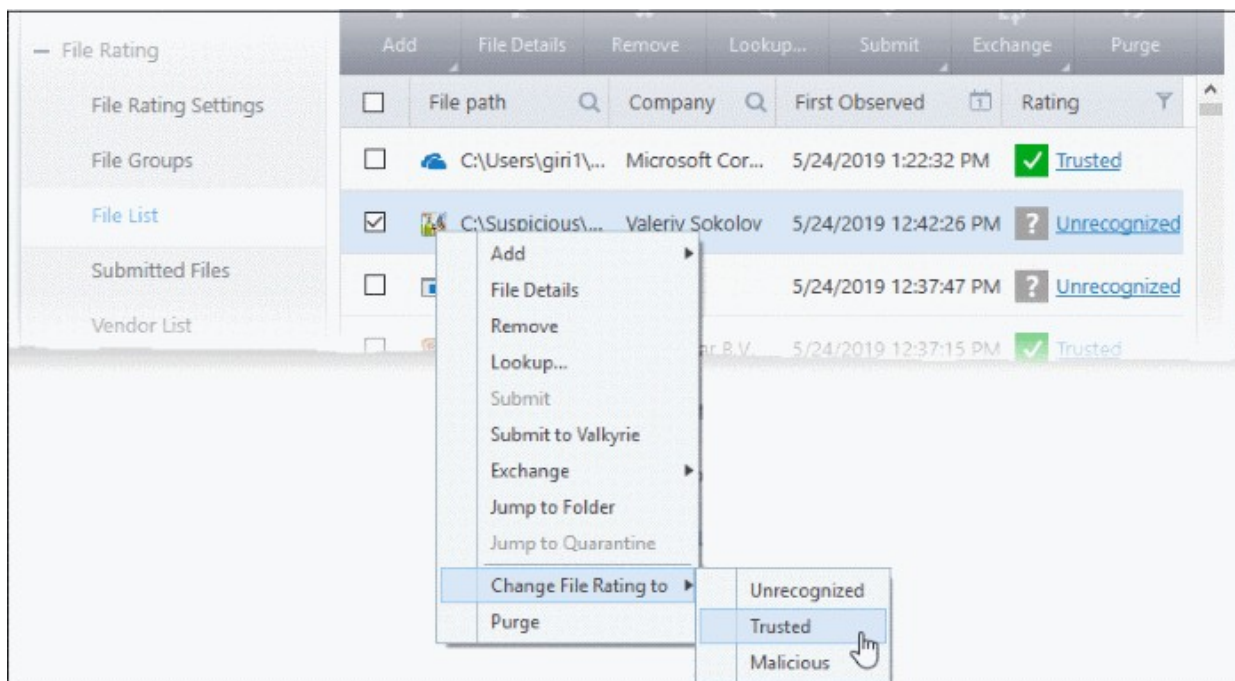 File Rating
File Rating Settings
File Groups
File List
Submitted Files
Vendor List
Add File Details Remove Lookup... Submit Exchange Purge
File path Company First Observed Rating
C:\Users\giri1\... Microsoft Cor... 5/24/2019 1:22:32 PM Trusted
C:\Suspicious\... Valeriy Sokolov 5/24/2019 12:42:26 PM ? Unrecognized
5/24/2019 12:37:47 PM ? Unrecognized
B.V. 5/24/2019 12:37:15 PM Trusted
Add
File Details
Remove
Lookup...
Submit
Submit to Valkyrie
Exchange
Jump to Folder
Jump to Quarantine
Change File Rating to
Purge
Unrecognized
Trusted
Malicious